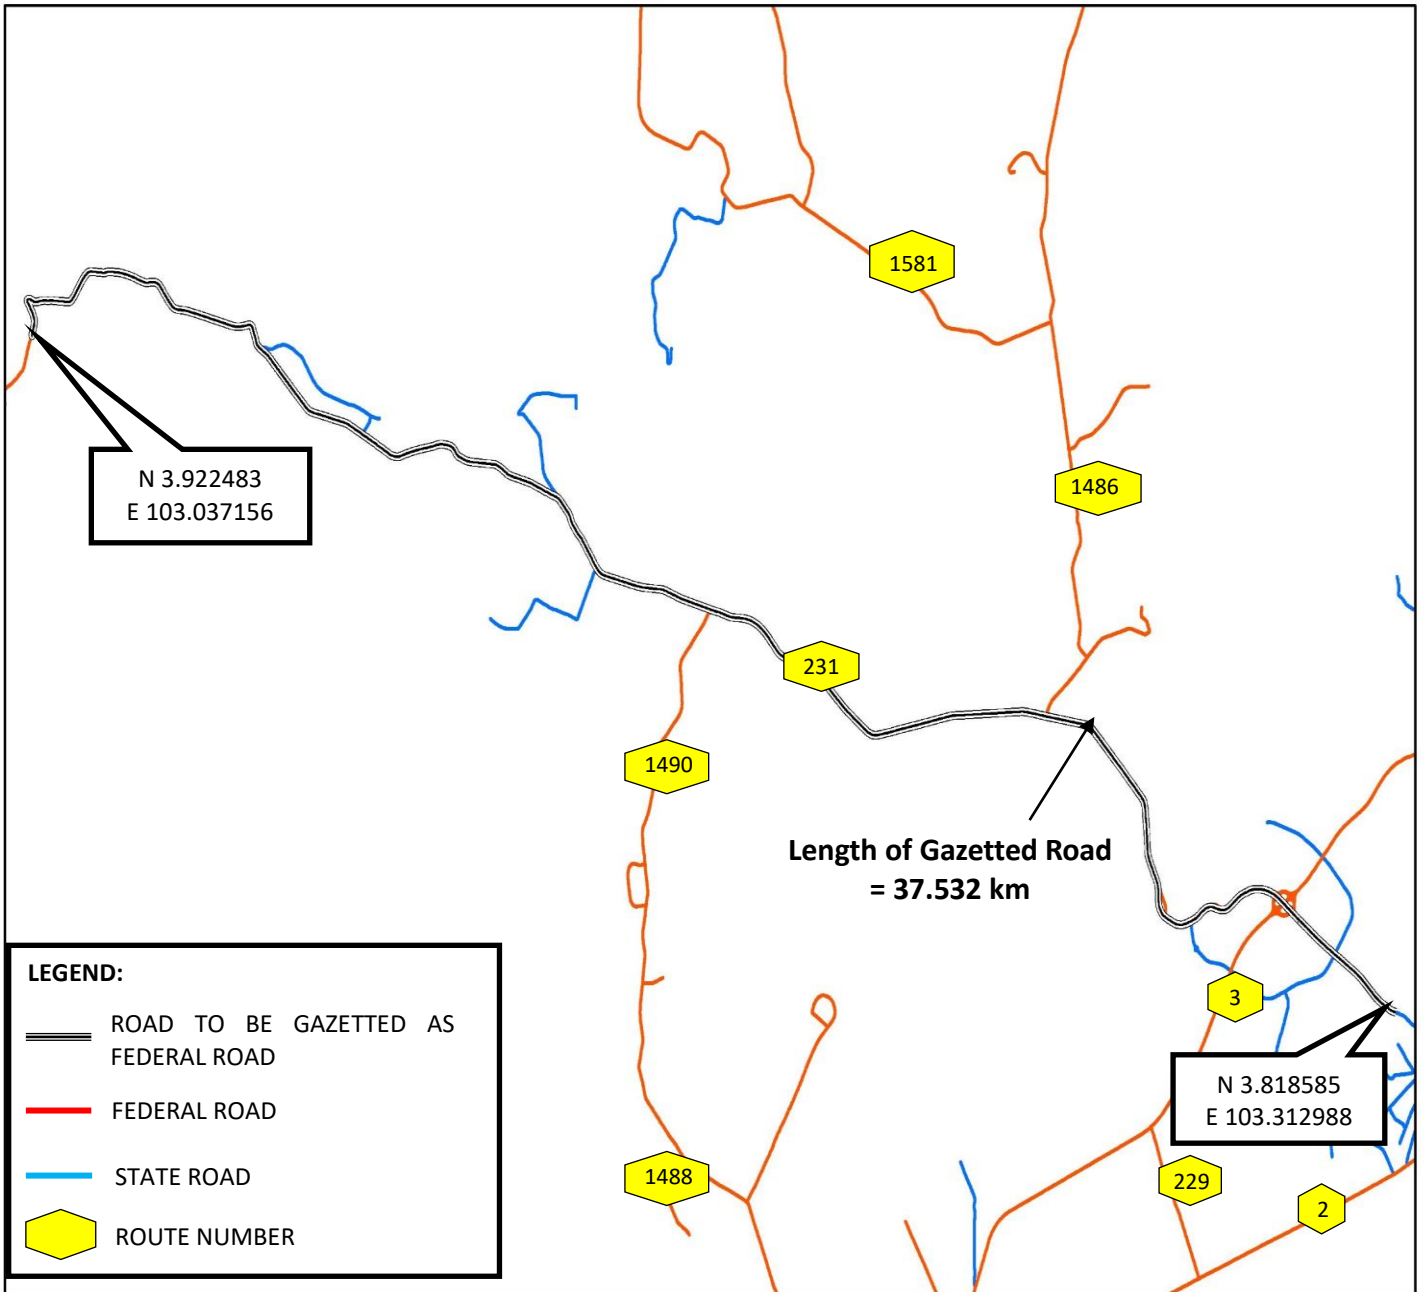 1581
N 3.922483
E 103.037156
1486
231
1490
Length of Gazetted Road
= 37.532 km
LEGEND:
ROAD TO BE GAZETTED AS
FEDERAL ROAD
FEDERAL ROAD
STATE ROAD
ROUTE NUMBER
3
N 3.818585
E 103.312988
1488
229
2